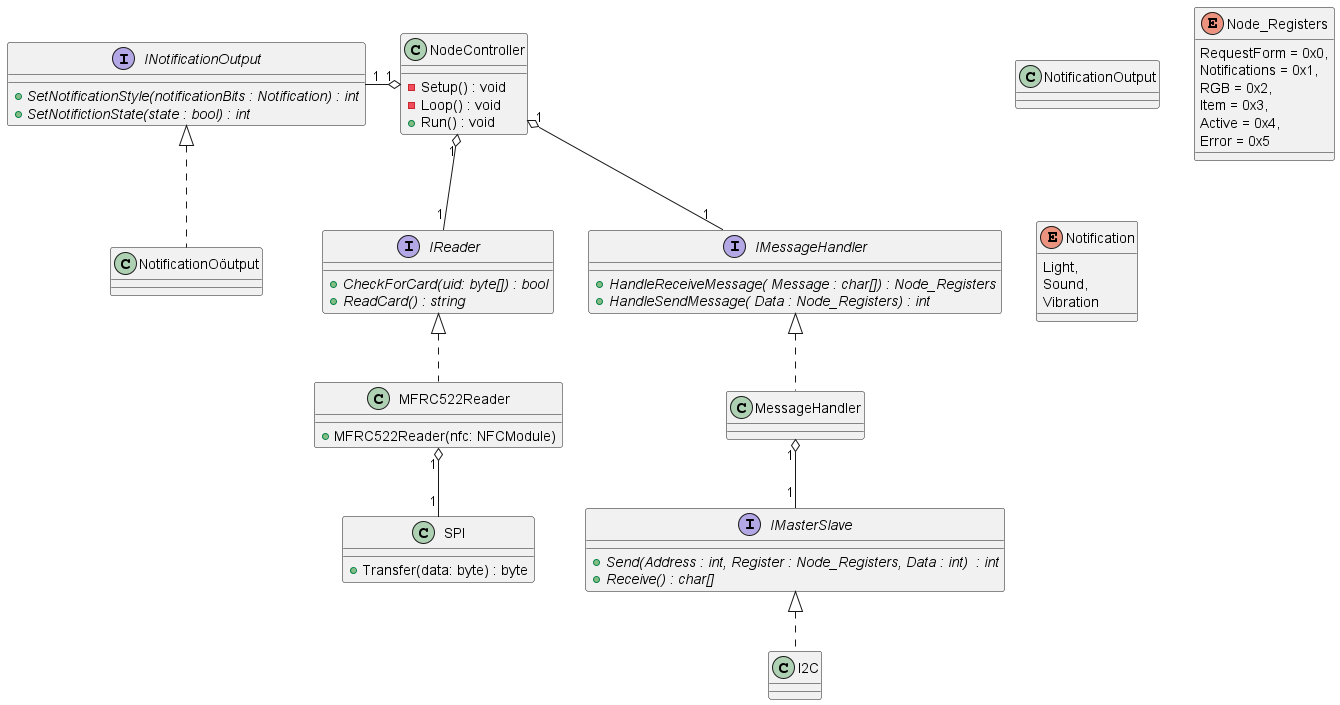 I INotificationOutput
SetNotificationStyle(notificationBits : Notification) : int
SetNotifictionState(state : bool) : int
1 1
C NodeController
Setup() : void
Loop() : void
Run() : void
C NotificationOutput
E Node_Registers
RequestForm = 0x0,
Notifications = 0x1,
RGB = 0x2,
Item = 0x3,
Active = 0x4,
Error = 0x5
1
1
1
1
C NotificationOöutput
I IReader
CheckForCard(uid: byte[]) : bool
ReadCard() : string
I IMessageHandler
HandleReceiveMessage( Message : char[]) : Node_Registers
HandleSendMessage( Data : Node_Registers) : int
E Notification
Light,
Sound,
Vibration
C MFRC522Reader
MFRC522Reader(nfc: NFCModule)
C MessageHandler
1
1
1
1
C SPI
Transfer(data: byte) : byte
I IMasterSlave
Send(Address : int, Register : Node_Registers, Data : int) : int
Receive() : char[]
C I2C